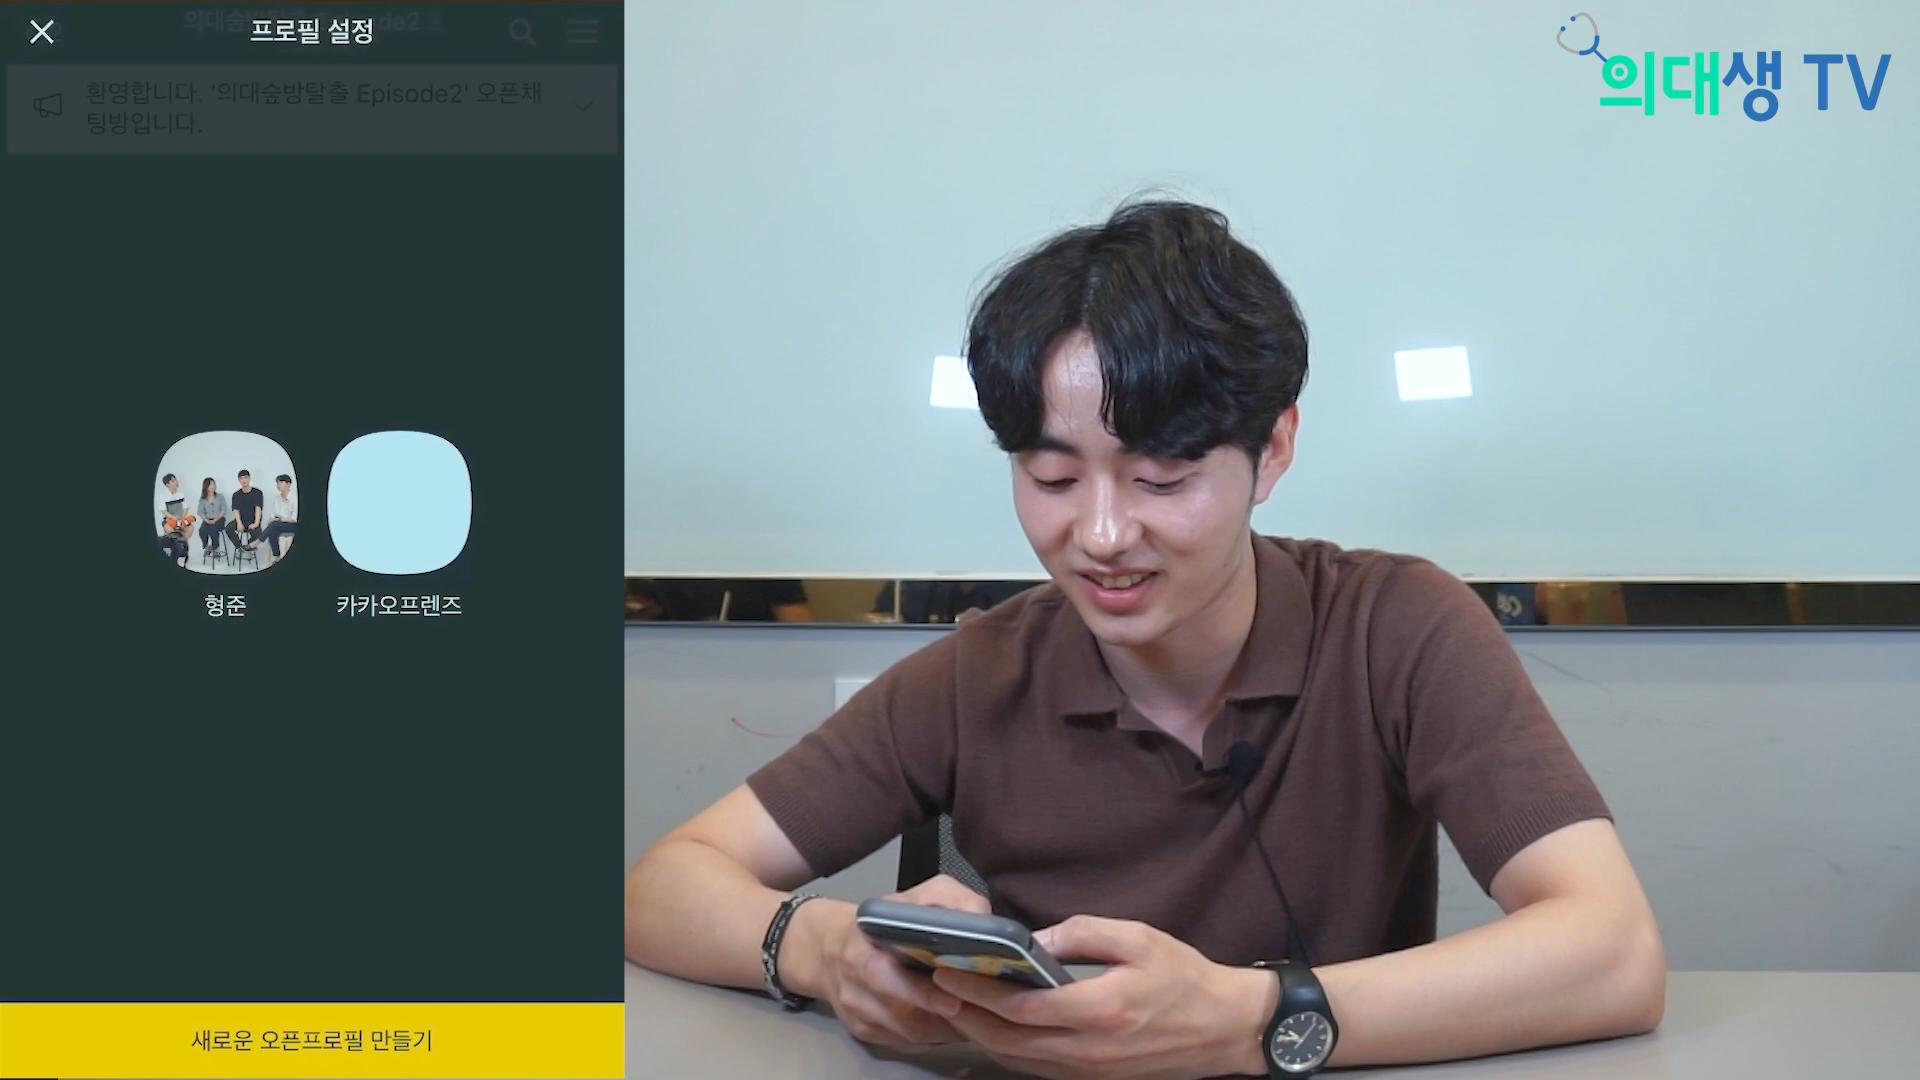 프로필 설정
환영합니다. '의대숲방탈출 Episode2' 오픈채
팅방입니다.
형준
카카오프렌즈
새로운 오픈프로필 만들기
의대생 TV